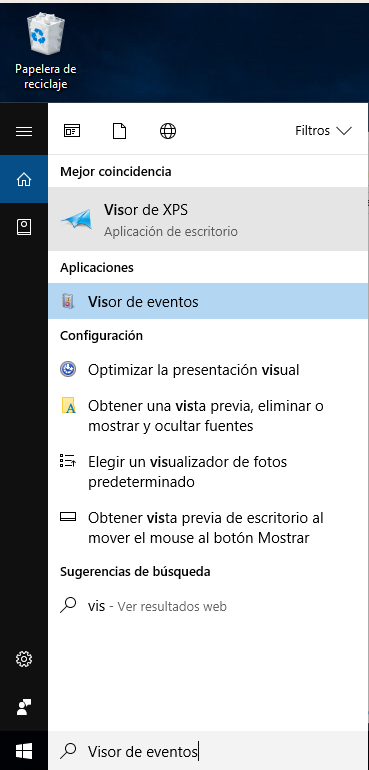 Papelera de
reciclaje
Filtros
Mejor coincidencia
Visor de XPS
Aplicación de escritorio
Aplicaciones
Visor de eventos
Configuración
Optimizar la presentación visual
Obtener una vista previa, eliminar o
mostrar y ocultar fuentes
Elegir un visualizador de fotos
predeterminado
Obtener vista previa de escritorio al
mover el mouse al botón Mostrar
Sugerencias de búsqueda
vis - Ver resultados web
Visor de eventos